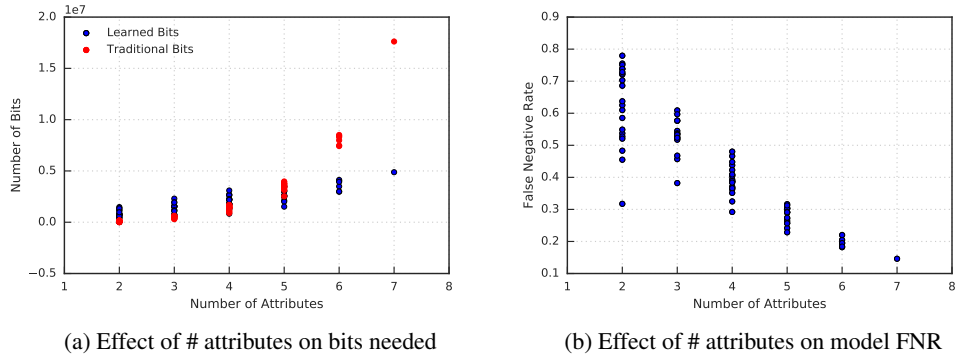 1e7
2.0
1.5
1.0
0.5
0.0
−0.5
Number of Bits
Learned Bits
Traditional Bits
1 2 3 4 5 6 7 8
Number of Attributes
(a) Effect of # attributes on bits needed
0.9
0.8
0.7
0.6
0.5
0.4
0.3
0.2
0.1
False Negative Rate
1 2 3 4 5 6 7 8
Number of Attributes
(b) Effect of # attributes on model FNR